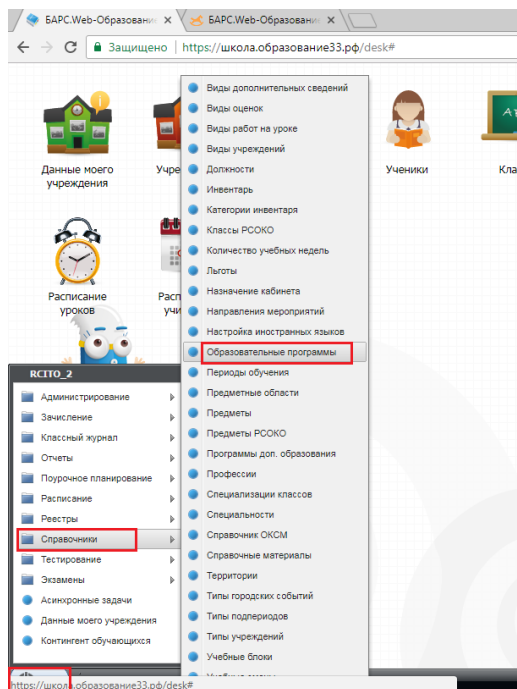 БАРС.Web-Образовани
БАРС.Web-Образовани
Защищено
https://школа.образование33.рф/desk#
Данные моего
учреждения
Учре
Ученики
Кла
Расписание
уроков
Расп
учи
RCITO_2
Администрирование
Зачисление
Классный журнал
Отчеты
Поурочное планирование
Расписание
Реестры
Справочники
Тестирование
Экзамены
Асинхронные задачи
Данные моего учреждения
Контингент обучающихся
Виды дополнительных сведений
Виды оценок
Виды работ на уроке
Виды учреждений
Должности
Инвентарь
Категории инвентаря
Классы РСОКО
Количество учебных недель
Льготы
Назначение кабинета
Направления мероприятий
Настройка иностранных языков
Образовательные программы
Периоды обучения
Предметные области
Предметы
Предметы РСОКО
Программы доп. образования
Профессии
Специализации классов
Специальности
Справочник ОКСМ
Справочные материалы
Территории
Типы городских событий
Типы подпериодов
Типы учреждений
Учебные блоки
https://школа.образование33.рф/desk#